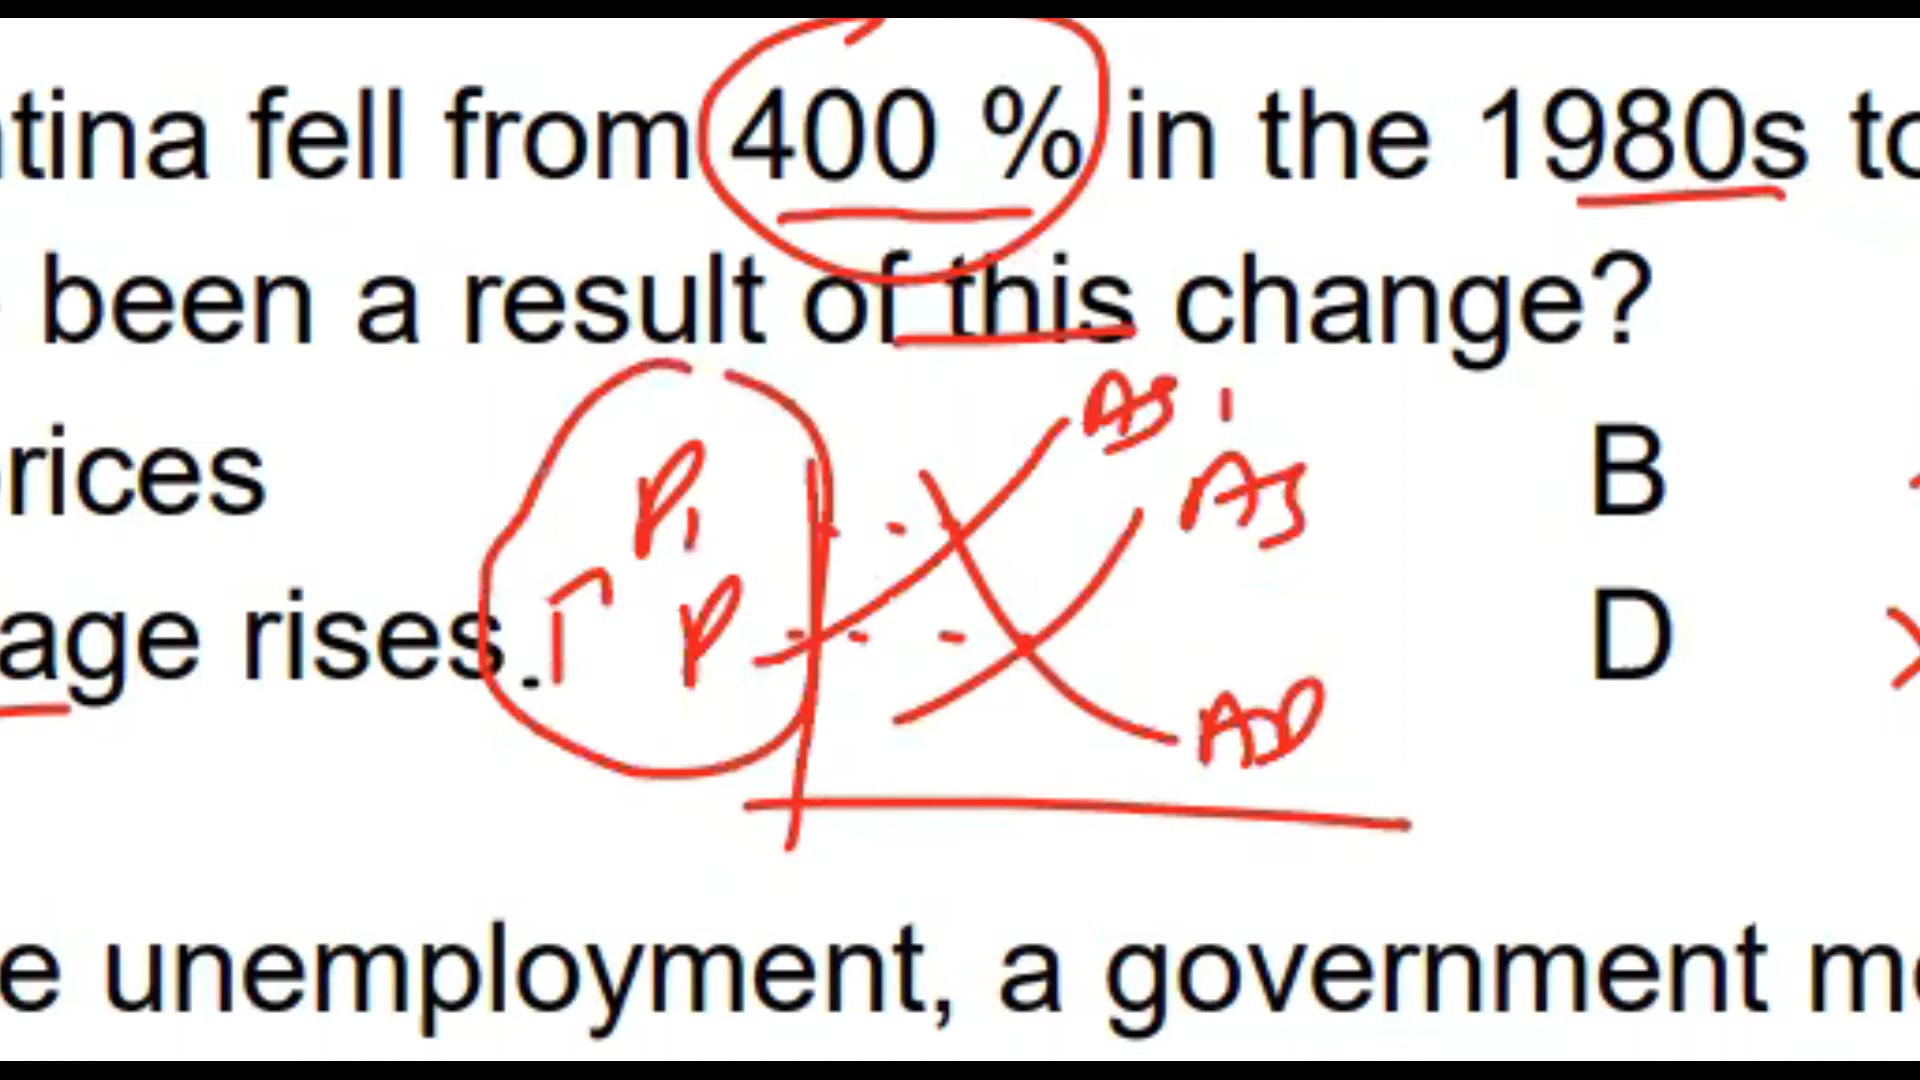 tina fell from 400 % in the 1980s to
been a result of this change?
rices B
age rises. D
AS'
AS
P1
P
AD
e unemployment, a government m